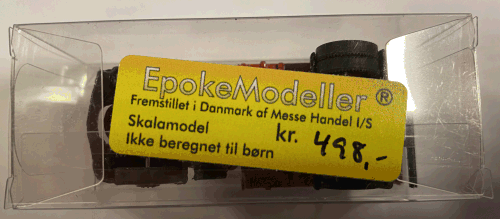 EpokeModeller ®
Fremstillet i Danmark af Messe Handel I/S
Skalamodel kr. 498,-
Ikke beregnet til børn